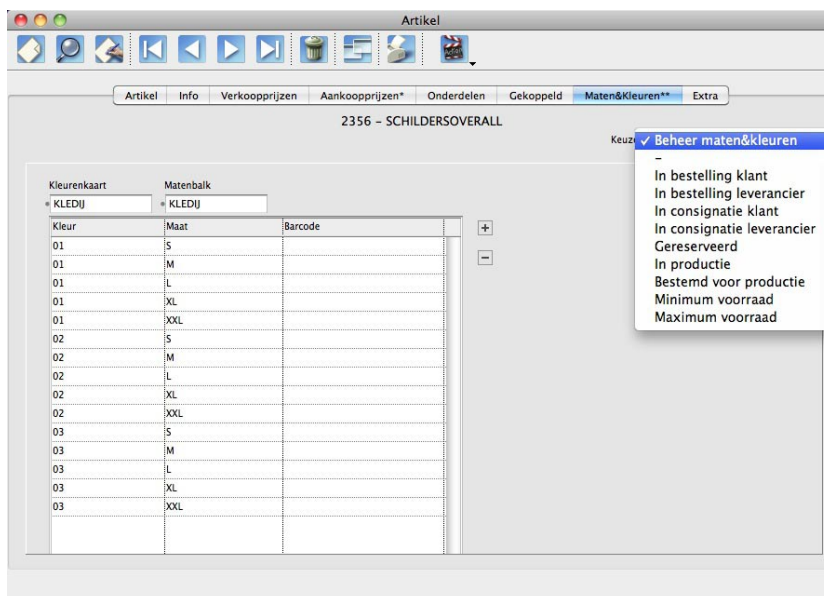 Artikel
Artikel Info Verkoopprijzen Aankoopprijzen* Onderdelen Gekoppeld Maten&Kleuren** Extra
2356 - SCHILDERSOVERALL
Keuze ✓ Beheer maten&kleuren
-
In bestelling klant
In bestelling leverancier
In consignatie klant
In consignatie leverancier
Gereserveerd
In productie
Bestemd voor productie
Minimum voorraad
Maximum voorraad
Kleurenkaart Matenbalk
KLEDIJ KLEDIJ
Kleur Maat Barcode
01 S
01 M
01 L
01 XL
01 XXL
02 S
02 M
02 L
02 XL
02 XXL
03 S
03 M
03 L
03 XL
03 XXL